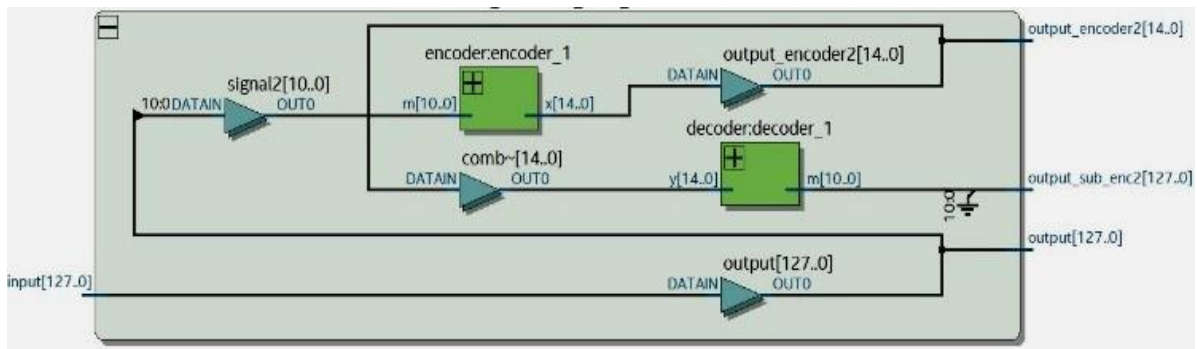 encoder:encoder_1
output_encoder2[14..0]
output_encoder2[14..0]
DATAIN OUT0
signal2[10..0]
10:0 DATAIN OUT0
m[10..0] x[14..0]
decoder:decoder_1
comb~[14..0]
DATAIN OUT0
y[14..0] m[10..0]
output_sub_enc2[127..0]
10:0
output[127..0]
output[127..0]
input[127..0]
DATAIN OUT0